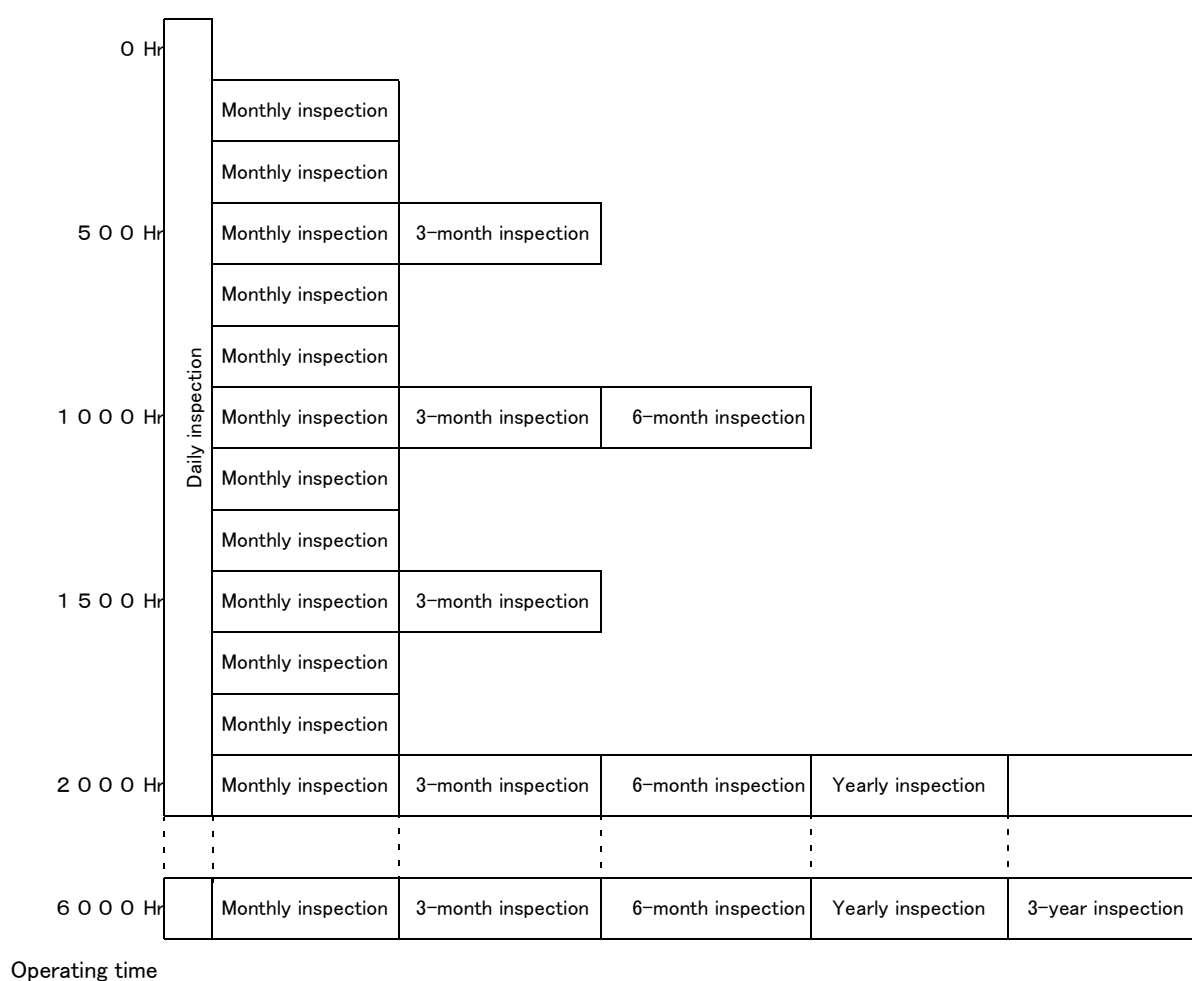 0 Hr
Monthly inspection
Monthly inspection
500 Hr Monthly inspection 3-month inspection
Monthly inspection
Monthly inspection
Daily inspection
1000 Hr Monthly inspection 3-month inspection 6-month inspection
Monthly inspection
Monthly inspection
1500 Hr Monthly inspection 3-month inspection
Monthly inspection
Monthly inspection
2000 Hr Monthly inspection 3-month inspection 6-month inspection Yearly inspection
6000 Hr Monthly inspection 3-month inspection 6-month inspection Yearly inspection 3-year inspection
Operating time